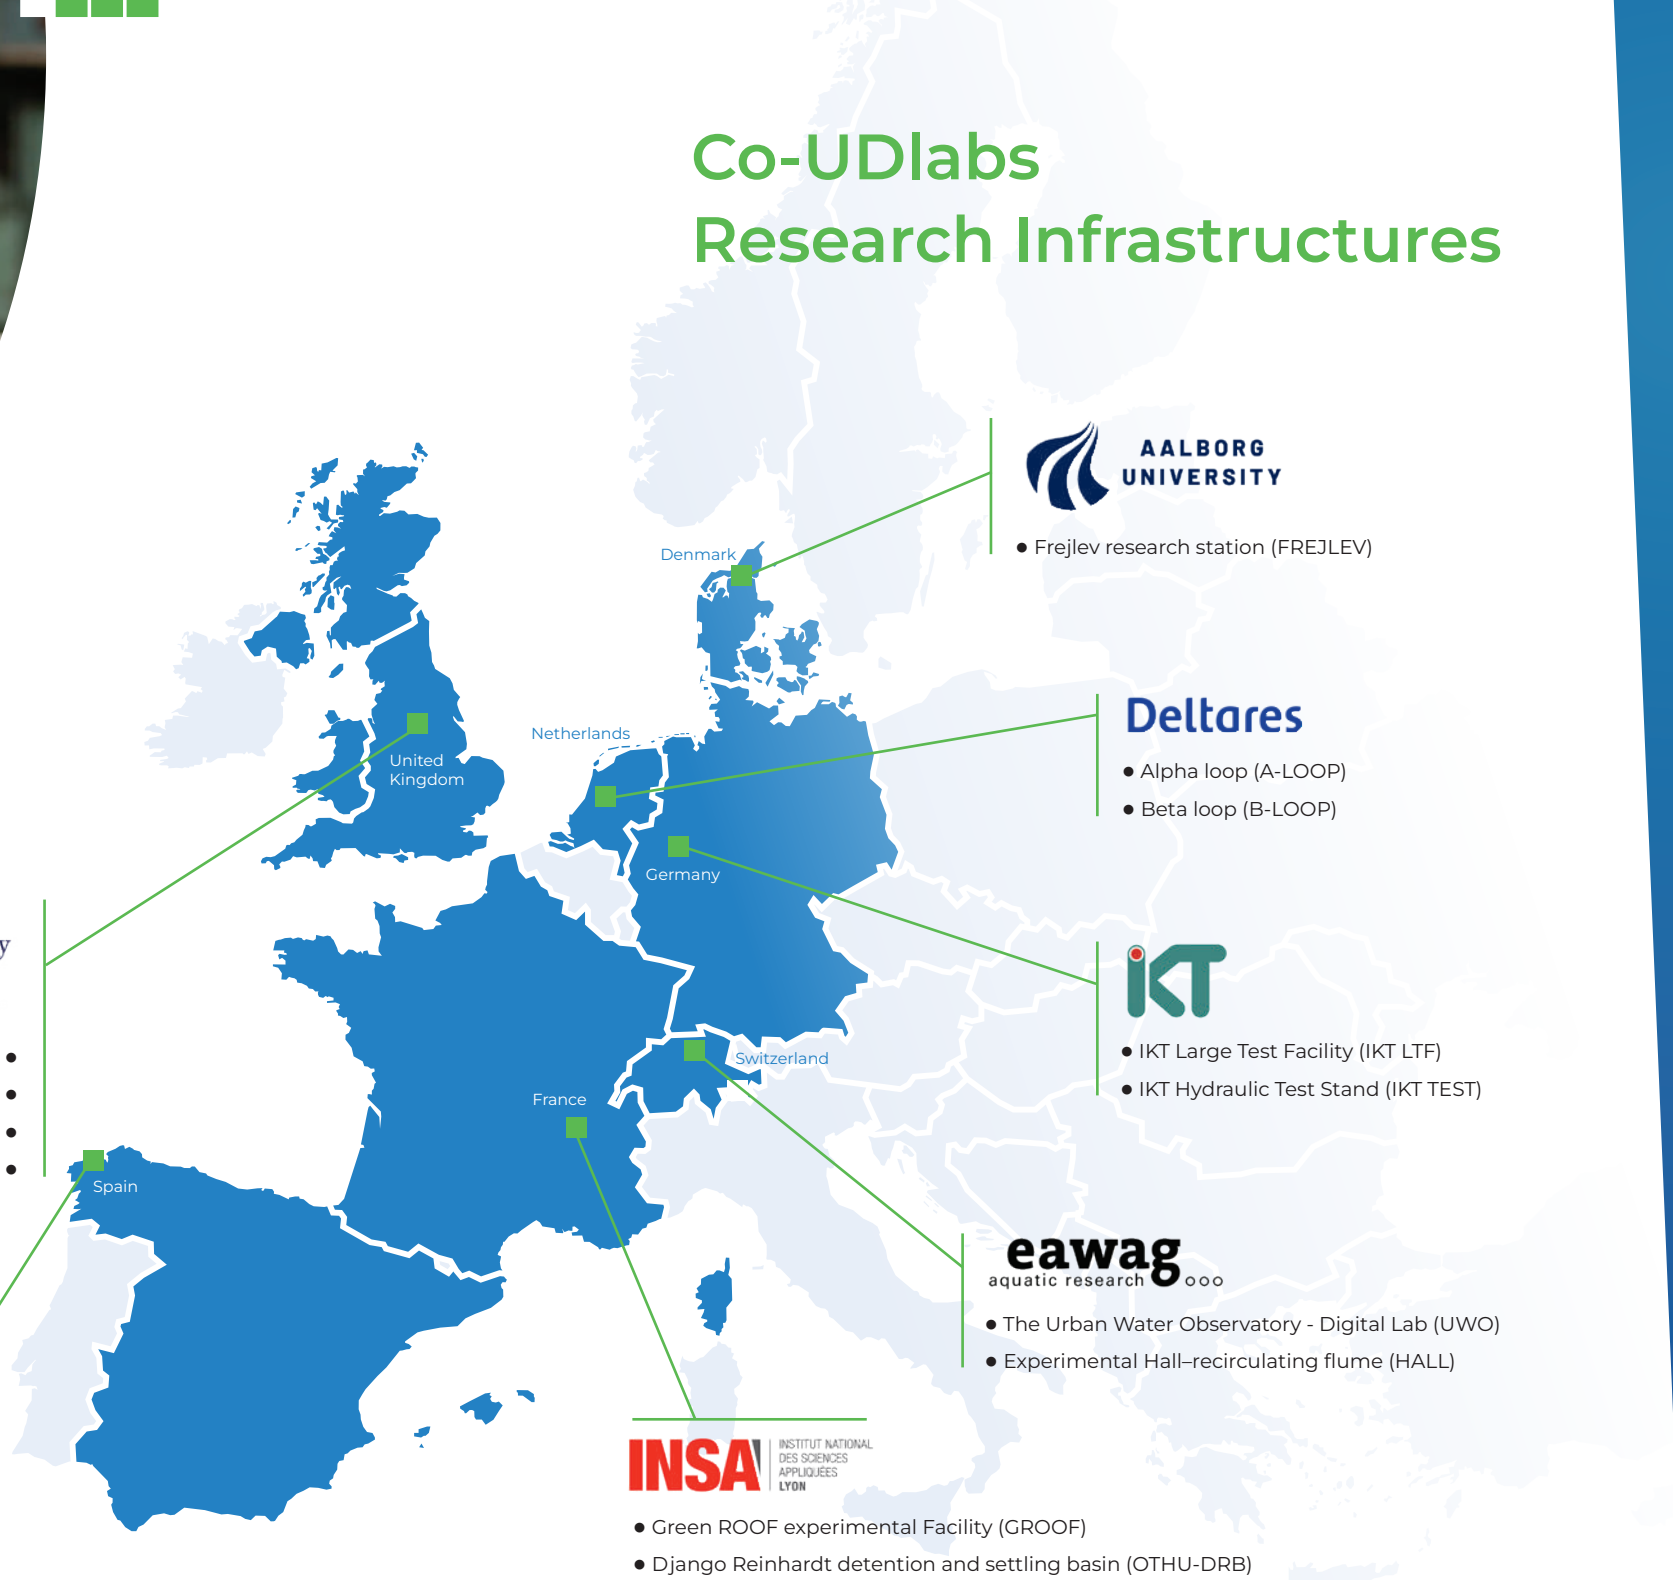 Co-UDlabs
Research Infrastructures
AALBORG
UNIVERSITY
● Frejlev research station (FREJLEV)
Denmark
Deltares
● Alpha loop (A-LOOP)
● Beta loop (B-LOOP)
Netherlands
United
Kingdom
Germany
y
iKT
● IKT Large Test Facility (IKT LTF)
● IKT Hydraulic Test Stand (IKT TEST)
Switzerland
France
Spain
eawag
aquatic research ooo
● The Urban Water Observatory - Digital Lab (UWO)
● Experimental Hall–recirculating flume (HALL)
INSA
INSTITUT NATIONAL
DES SCIENCES
APPLIQUÉES
LYON
● Green ROOF experimental Facility (GROOF)
● Django Reinhardt detention and settling basin (OTHU-DRB)